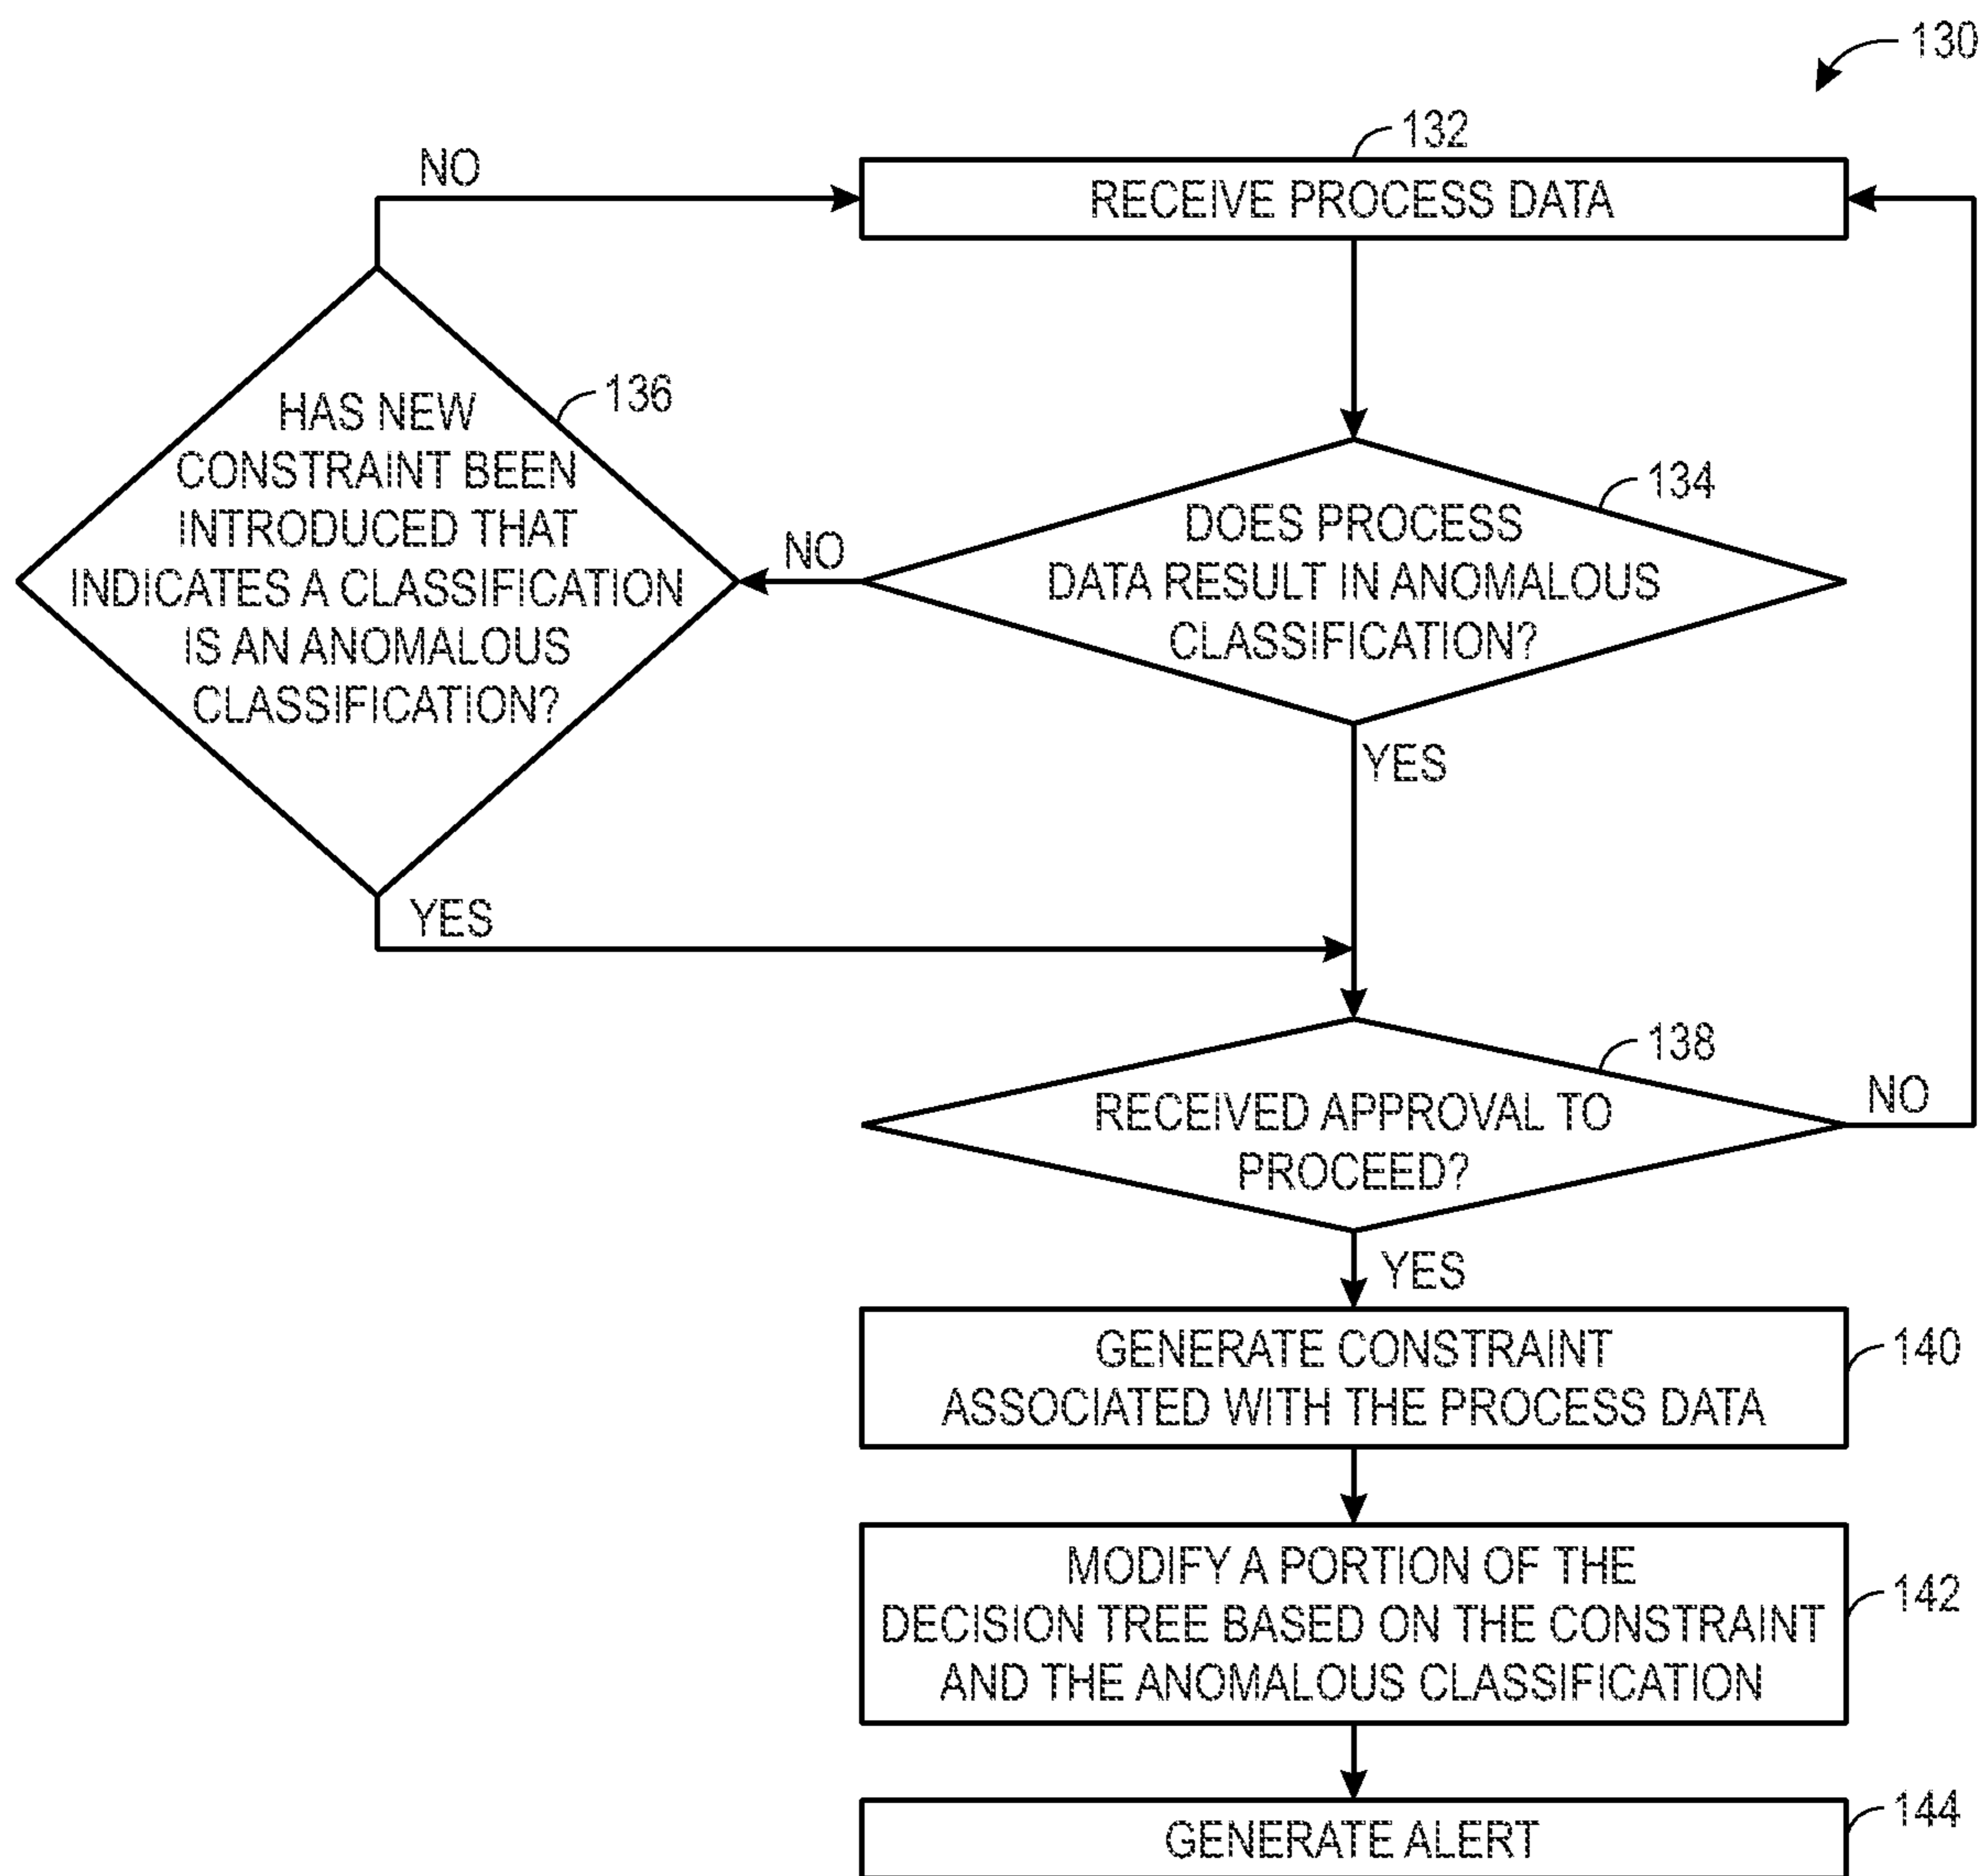 130
132
NO
RECEIVE PROCESS DATA
136
HAS NEW
CONSTRAINT BEEN
INTRODUCED THAT
INDICATES A CLASSIFICATION
IS AN ANOMALOUS
CLASSIFICATION?
NO
134
DOES PROCESS
DATA RESULT IN ANOMALOUS
CLASSIFICATION?
YES
YES
138
RECEIVED APPROVAL TO
PROCEED?
NO
YES
GENERATE CONSTRAINT
ASSOCIATED WITH THE PROCESS DATA
140
MODIFY A PORTION OF THE
DECISION TREE BASED ON THE CONSTRAINT
AND THE ANOMALOUS CLASSIFICATION
142
GENERATE ALERT
144